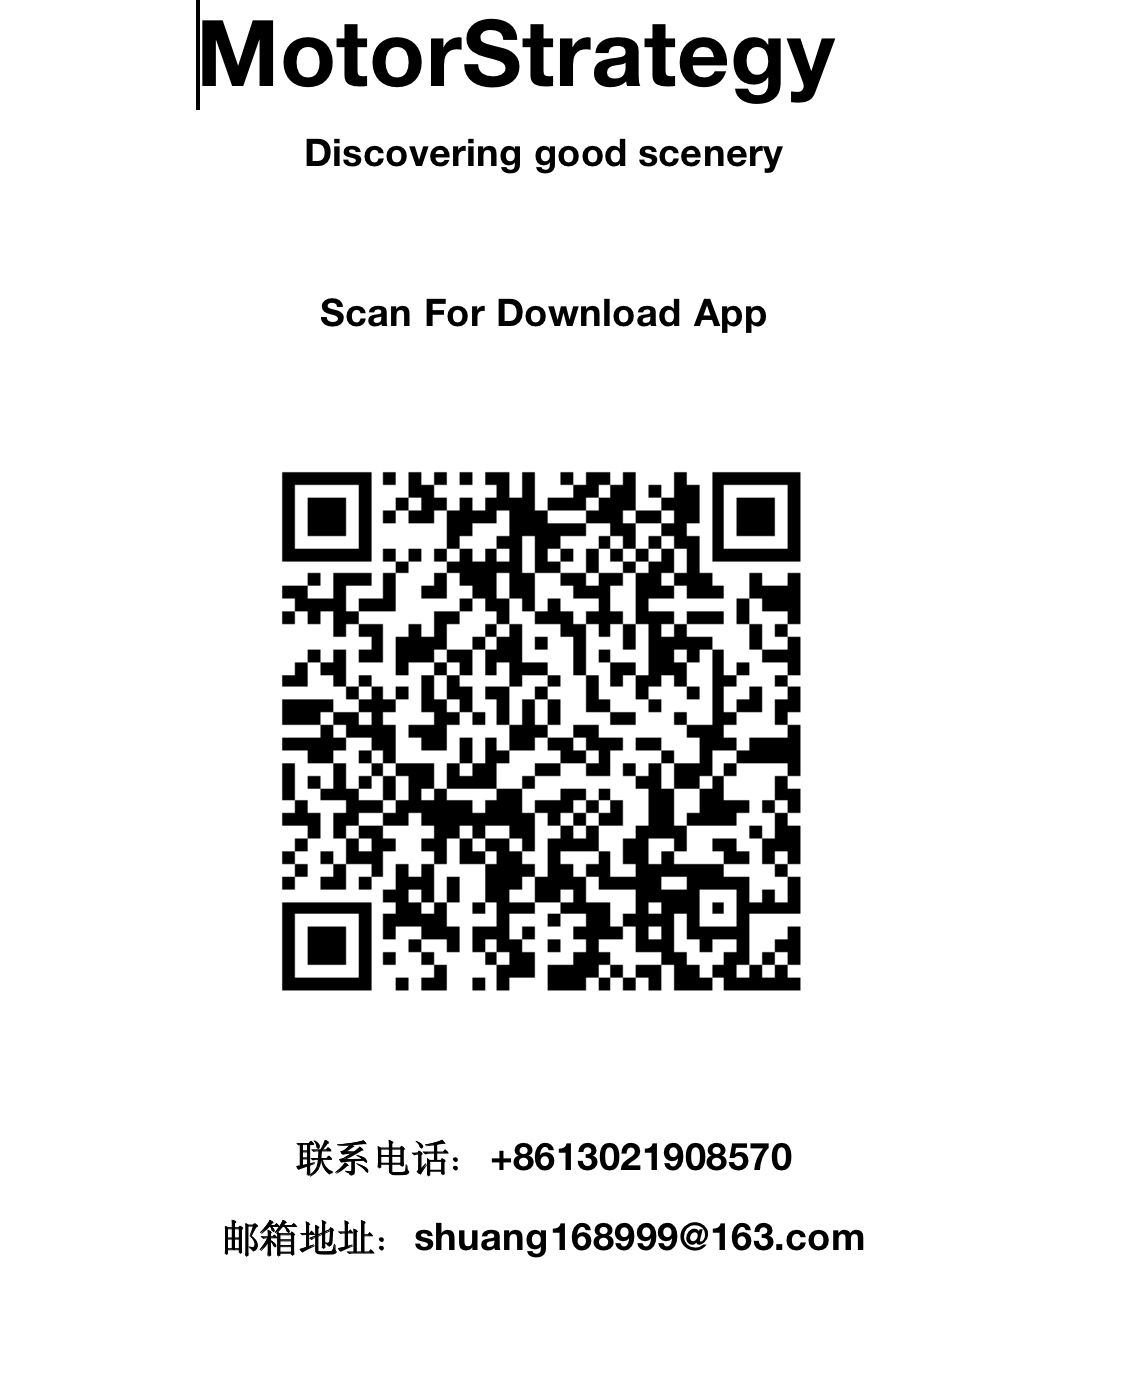 MotorStrategy
Discovering good scenery
Scan For Download App
联系电话：+8613021908570
邮箱地址：shuang168999@163.com